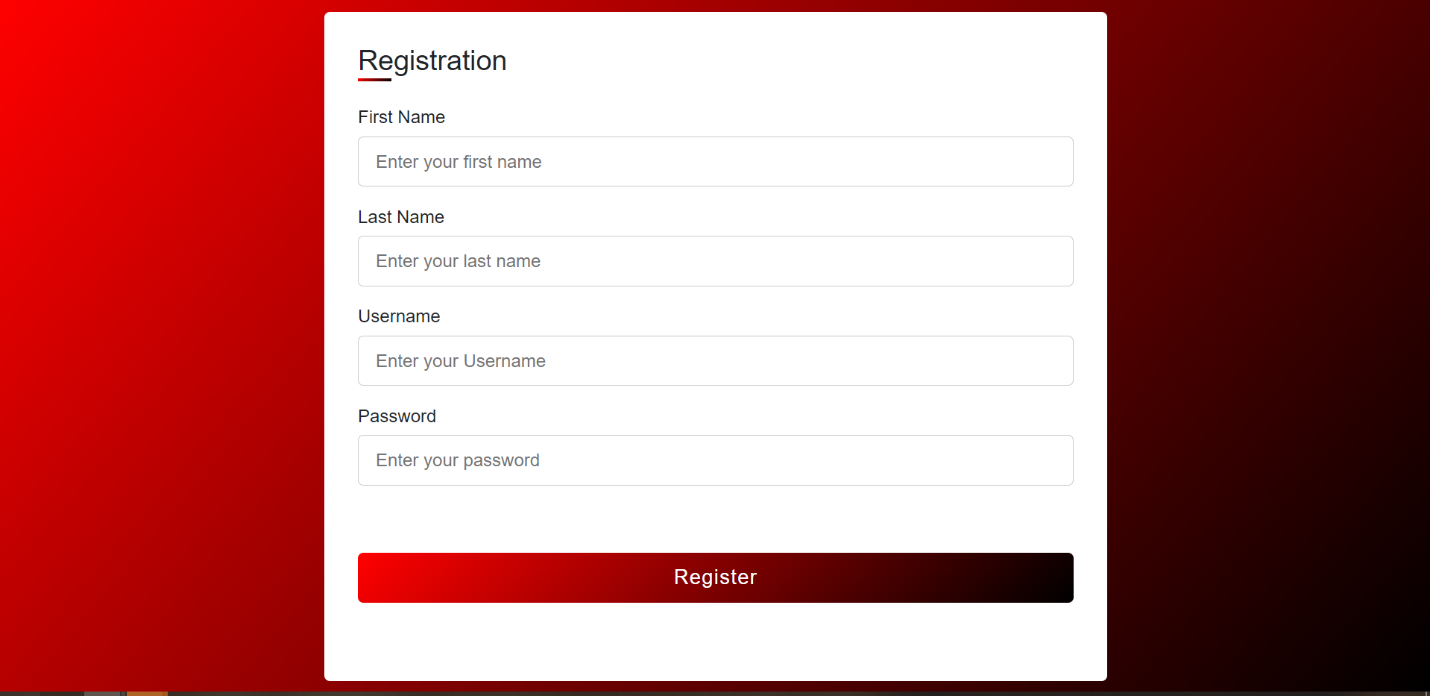 Registration
First Name
Enter your first name
Last Name
Enter your last name
Username
Enter your Username
Password
Enter your password
Register